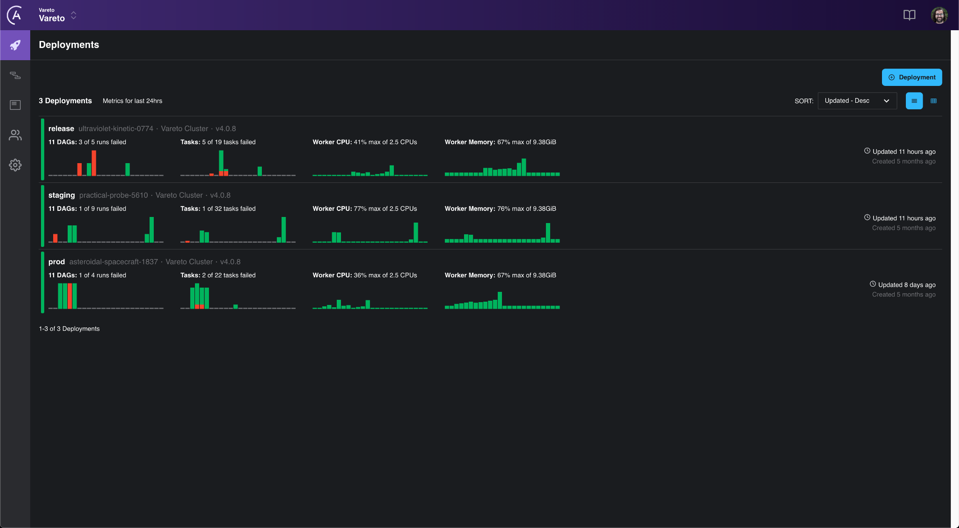 Vareto
Vareto
Deployments
Deployment
3 Deployments Metrics for last 24hrs
SORT: Updated - Desc
release ultraviolet-kinetic-0774 · Vareto Cluster · v4.0.8
11 DAGs: 3 of 5 runs failed Tasks: 5 of 19 tasks failed Worker CPU: 41% max of 2.5 CPUs Worker Memory: 67% max of 9.38GiB
Updated 11 hours ago
Created 5 months ago
staging practical-probe-5610 · Vareto Cluster · v4.0.8
11 DAGs: 1 of 9 runs failed Tasks: 1 of 32 tasks failed Worker CPU: 77% max of 2.5 CPUs Worker Memory: 76% max of 9.38GiB
Updated 11 hours ago
Created 5 months ago
prod asteroidal-spacecraft-1837 · Vareto Cluster · v4.0.8
11 DAGs: 1 of 4 runs failed Tasks: 2 of 22 tasks failed Worker CPU: 36% max of 2.5 CPUs Worker Memory: 67% max of 9.38GiB
Updated 8 days ago
Created 5 months ago
1-3 of 3 Deployments